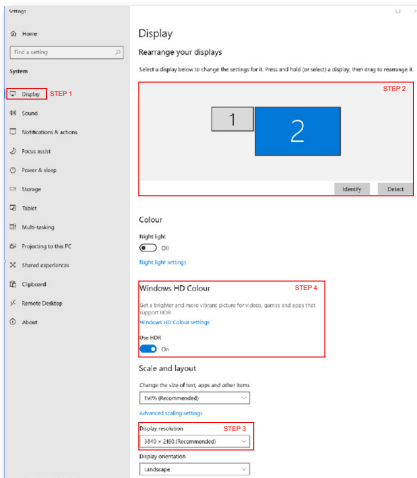 Settings
Home
Find a setting
System
Display STEP 1
Sound
Notifications & actions
Focus assist
Power & sleep
Storage
Tablet
Multi-tasking
Projecting to this PC
Shared experiences
Clipboard
Remote Desktop
About
Display
Rearrange your displays
Select a display below to change the settings for it. Press and hold (or select) a display, then drag to rearrange it.
STEP 2
1
2
Identify Detect
Colour
Night light
Off
Night light settings
Windows HD Colour STEP 4
Get a brighter and more vibrant picture for videos, games and apps that
support HDR.
Windows HD Colour settings
Use HDR
On
Scale and layout
Change the size of text, apps and other items
(Recommended)
Advanced scaling settings
Display resolution STEP 3
3840 × 2160 (Recommended)
Display orientation
Landscape